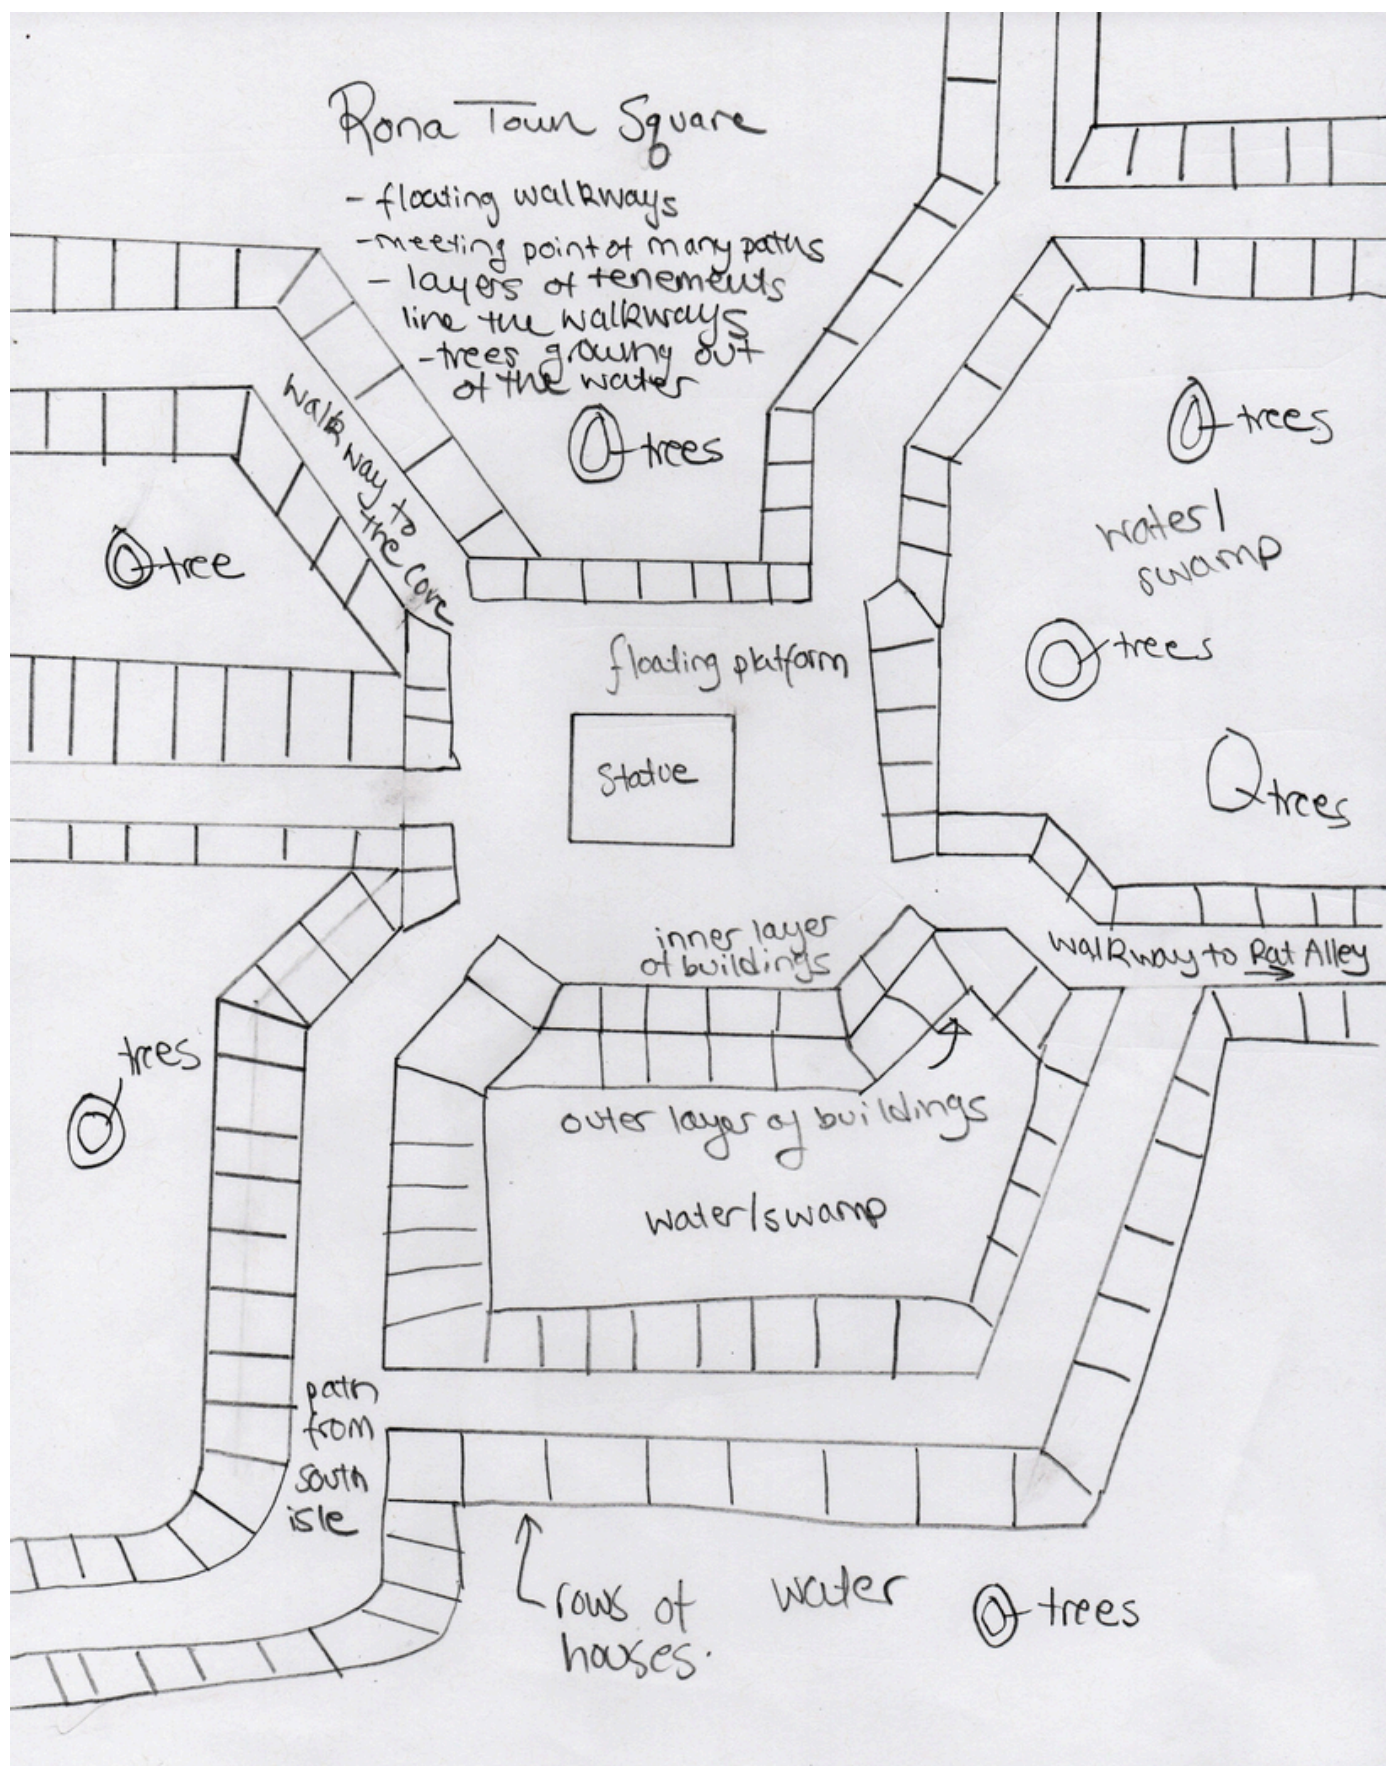 Rona Town Square
- floating walkways
- meeting point of many paths
- layers of tenements
line the walkways
- trees growing out
of the water
trees
trees
walkway to
the cove
water/
swamp
tree
trees
floating platform
Statue
trees
inner layer
of buildings
walkway to Rat Alley
trees
outer layer of buildings
water/swamp
path
from
south
isle
rows of
houses.
water
trees